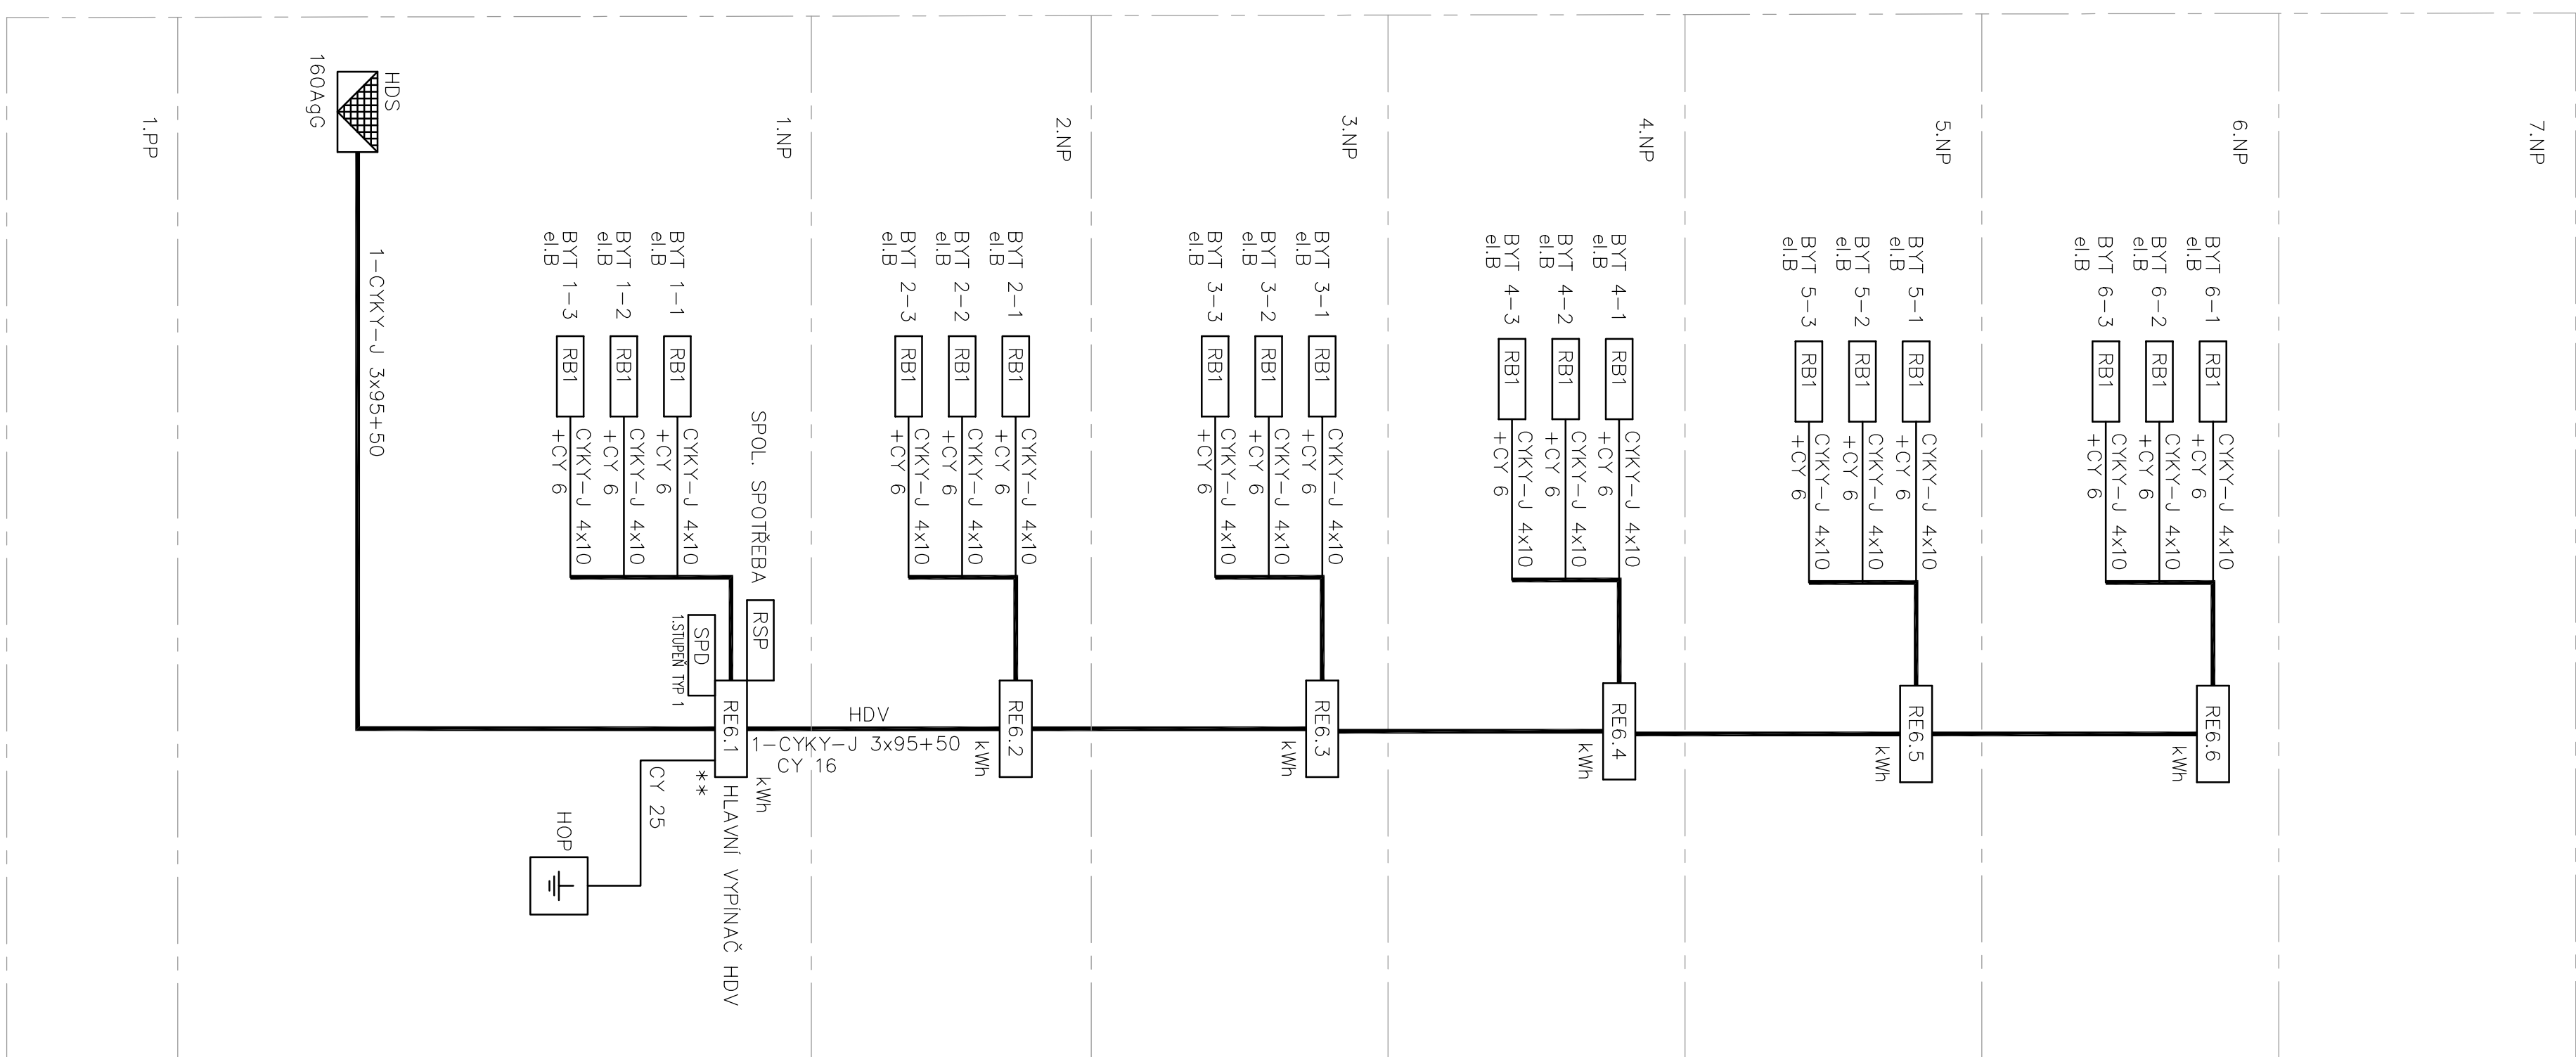 7.NP
6.NP
BYT 6-1
el.B
RB1
CYKY-J 4x10
+CY 6
BYT 6-2
el.B
RB1
CYKY-J 4x10
+CY 6
BYT 6-3
el.B
RB1
CYKY-J 4x10
+CY 6
RE6.6
kWh
5.NP
BYT 5-1
el.B
RB1
CYKY-J 4x10
+CY 6
BYT 5-2
el.B
RB1
CYKY-J 4x10
+CY 6
BYT 5-3
el.B
RB1
CYKY-J 4x10
+CY 6
RE6.5
kWh
4.NP
BYT 4-1
el.B
RB1
CYKY-J 4x10
+CY 6
BYT 4-2
el.B
RB1
CYKY-J 4x10
+CY 6
BYT 4-3
el.B
RB1
CYKY-J 4x10
+CY 6
RE6.4
kWh
3.NP
BYT 3-1
el.B
RB1
CYKY-J 4x10
+CY 6
BYT 3-2
el.B
RB1
CYKY-J 4x10
+CY 6
BYT 3-3
el.B
RB1
CYKY-J 4x10
+CY 6
RE6.3
kWh
2.NP
BYT 2-1
el.B
RB1
CYKY-J 4x10
+CY 6
BYT 2-2
el.B
RB1
CYKY-J 4x10
+CY 6
BYT 2-3
el.B
RB1
CYKY-J 4x10
+CY 6
RE6.2
kWh
HDV
1-CYKY-J 3x95+50
CY 16
1.NP
SPOL. SPOTŘEBA
RSP
kWh
BYT 1-1
el.B
RB1
CYKY-J 4x10
+CY 6
BYT 1-2
el.B
RB1
CYKY-J 4x10
+CY 6
BYT 1-3
el.B
RB1
CYKY-J 4x10
+CY 6
SPD
1.STUPEŇ TYP 1
RE6.1
HLAVNÍ VYPÍNAČ HDV
**
CY 25
HOP
HDS
160AgG
1-CYKY-J 3x95+50
1.PP